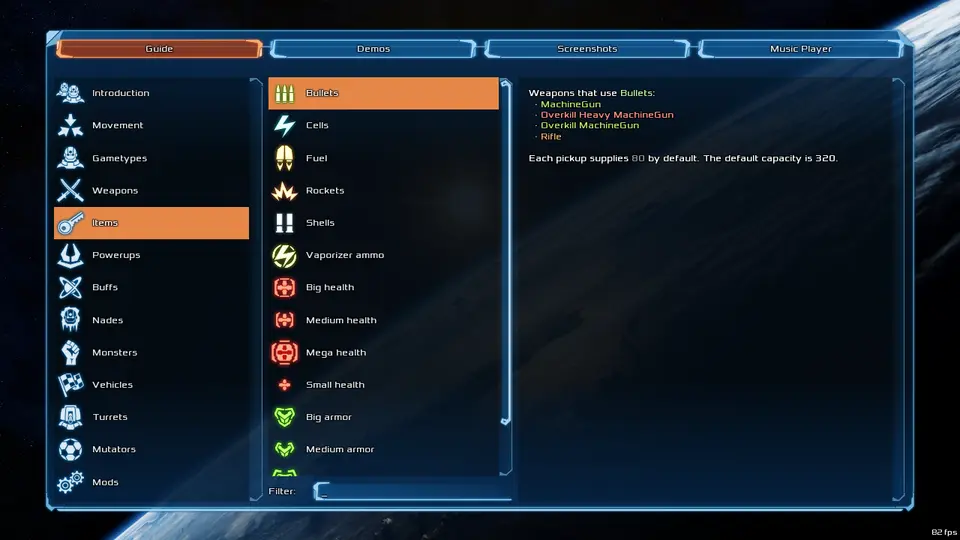 Guide
Demos
Screenshots
Music Player
Introduction
Movement
Gametypes
Weapons
Items
Powerups
Buffs
Nades
Monsters
Vehicles
Turrets
Mutators
Mods
Bullets
Cells
Fuel
Rockets
Shells
Vaporizer ammo
Big health
Medium health
Mega health
Small health
Big armor
Medium armor
Filter: _
Weapons that use Bullets:
· MachineGun
· Overkill Heavy MachineGun
· Overkill MachineGun
· Rifle
Each pickup supplies 80 by default. The default capacity is 320.
82 fps